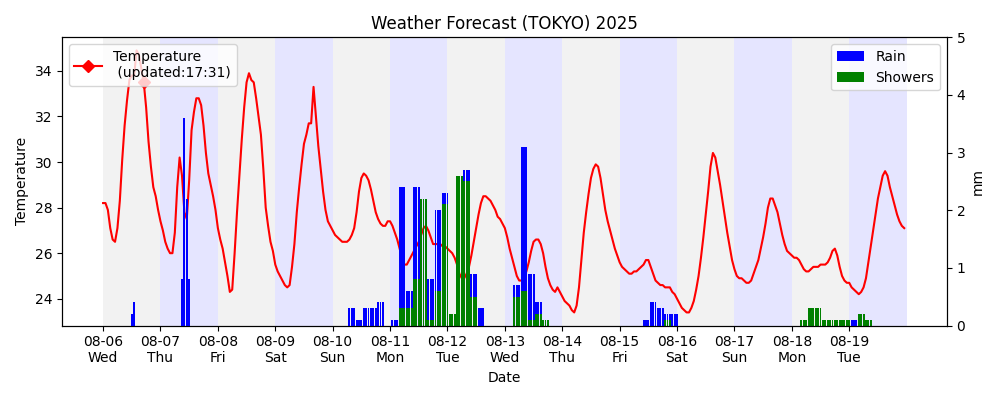 Weather Forecast (TOKYO) 2025
Temperature
(updated:17:31)
Rain
Showers
Temperature
34
32
30
28
26
24
5
4
3
2
1
0
mm
08-06 08-07 08-08 08-09 08-10 08-11 08-12 08-13 08-14 08-15 08-16 08-17 08-18 08-19
Wed Thu Fri Sat Sun Mon Tue Wed Thu Fri Sat Sun Mon Tue
Date